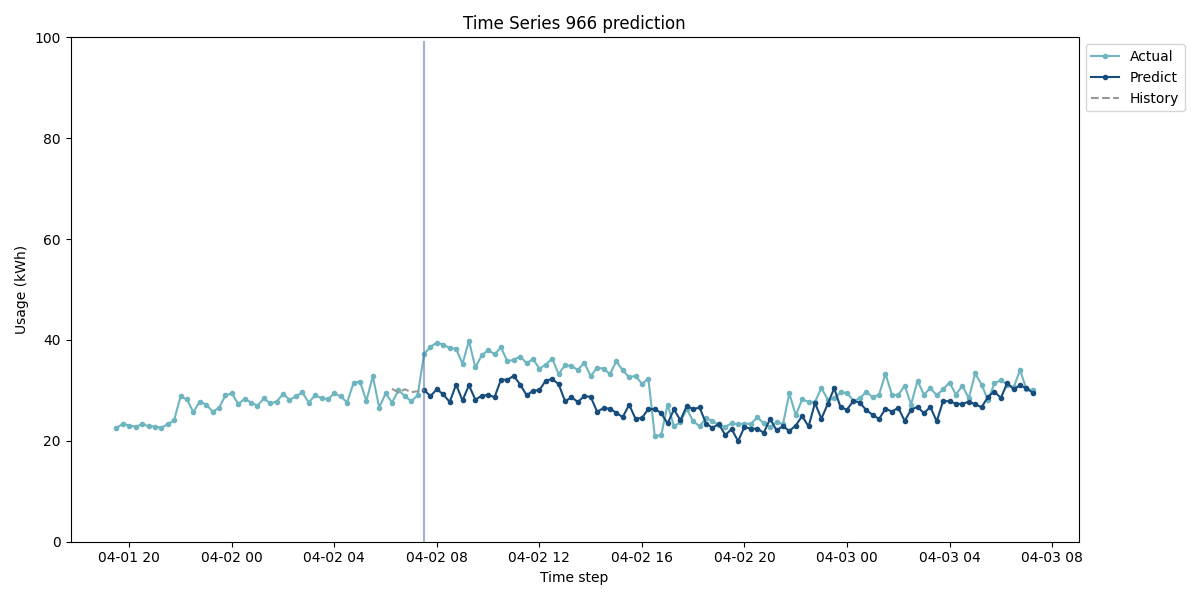 Time Series 966 prediction
Usage (kWh)
100
80
60
40
20
0
04-01 20
04-02 00
04-02 04
04-02 08
04-02 12
04-02 16
04-02 20
04-03 00
04-03 04
04-03 08
Time step
Actual
Predict
History